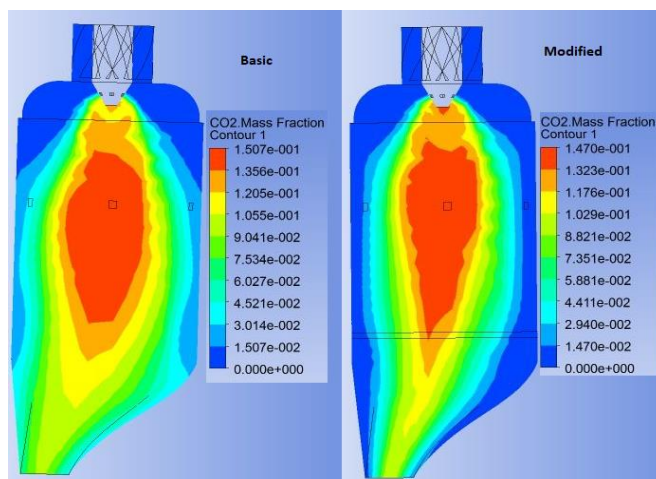 Basic
CO2.Mass Fraction
Contour 1
1.507e-001
1.356e-001
1.205e-001
1.055e-001
9.041e-002
7.534e-002
6.027e-002
4.521e-002
3.014e-002
1.507e-002
0.000e+000
Modified
CO2.Mass Fraction
Contour 1
1.470e-001
1.323e-001
1.176e-001
1.029e-001
8.821e-002
7.351e-002
5.881e-002
4.411e-002
2.940e-002
1.470e-002
0.000e+000